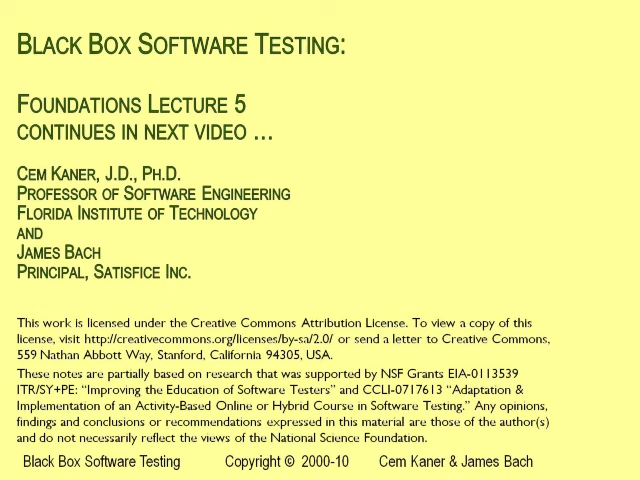 BLACK BOX SOFTWARE TESTING:
FOUNDATIONS LECTURE 5
CONTINUES IN NEXT VIDEO …
CEM KANER, J.D., PH.D.
PROFESSOR OF SOFTWARE ENGINEERING
FLORIDA INSTITUTE OF TECHNOLOGY
AND
JAMES BACH
PRINCIPAL, SATISFICE INC.
This work is licensed under the Creative Commons Attribution License. To view a copy of this
license, visit http://creativecommons.org/licenses/by-sa/2.0/ or send a letter to Creative Commons,
559 Nathan Abbott Way, Stanford, California 94305, USA.
These notes are partially based on research that was supported by NSF Grants EIA-0113539
ITR/SY+PE: “Improving the Education of Software Testers” and CCLI-0717613 “Adaptation &
Implementation of an Activity-Based Online or Hybrid Course in Software Testing.” Any opinions,
findings and conclusions or recommendations expressed in this material are those of the author(s)
and do not necessarily reflect the views of the National Science Foundation.
Black Box Software Testing Copyright © 2000-10 Cem Kaner & James Bach